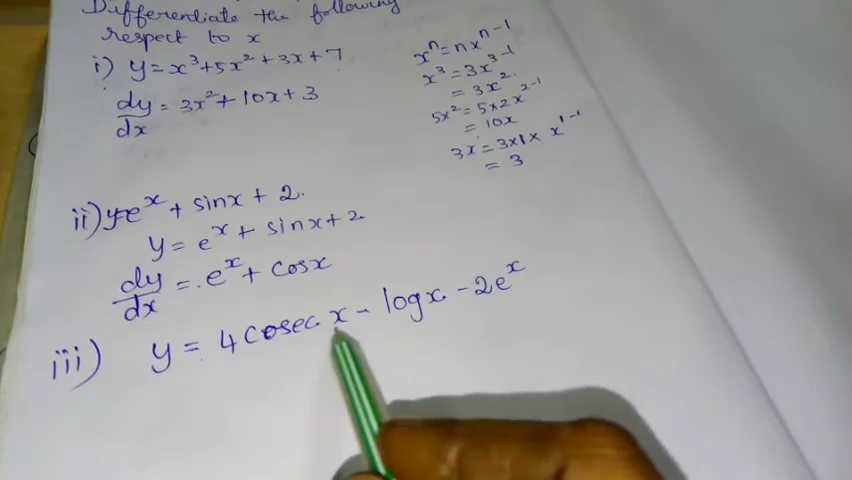 Differentiate the following
respect to x
i) y = x³ + 5x² + 3x + 7
dy/dx = 3x² + 10x + 3
xⁿ = nxⁿ⁻¹
x³ = 3x³⁻¹
= 3x²
5x² = 5×2x²⁻¹
= 10x
3x = 3×1× x¹⁻¹
= 3
ii) y=eˣ + sinx + 2.
y = eˣ + sinx + 2
dy/dx = eˣ + cosx
iii) y = 4cosec x - logx - 2eˣ